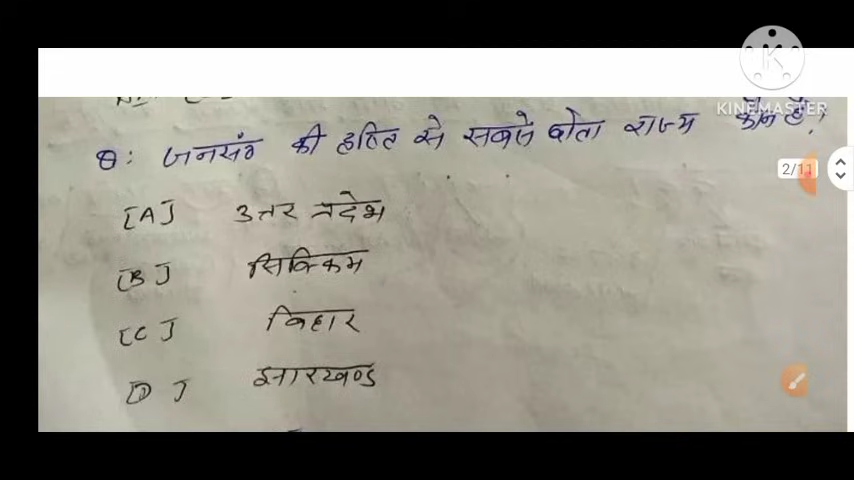 KINEMASTER
Q: जनसंख की दृष्टि से सबसे छोटा राज्य कौन है?
2/11
[A] उत्तर प्रदेश
[B] सिक्किम
[C] बिहार
[D] झारखण्ड